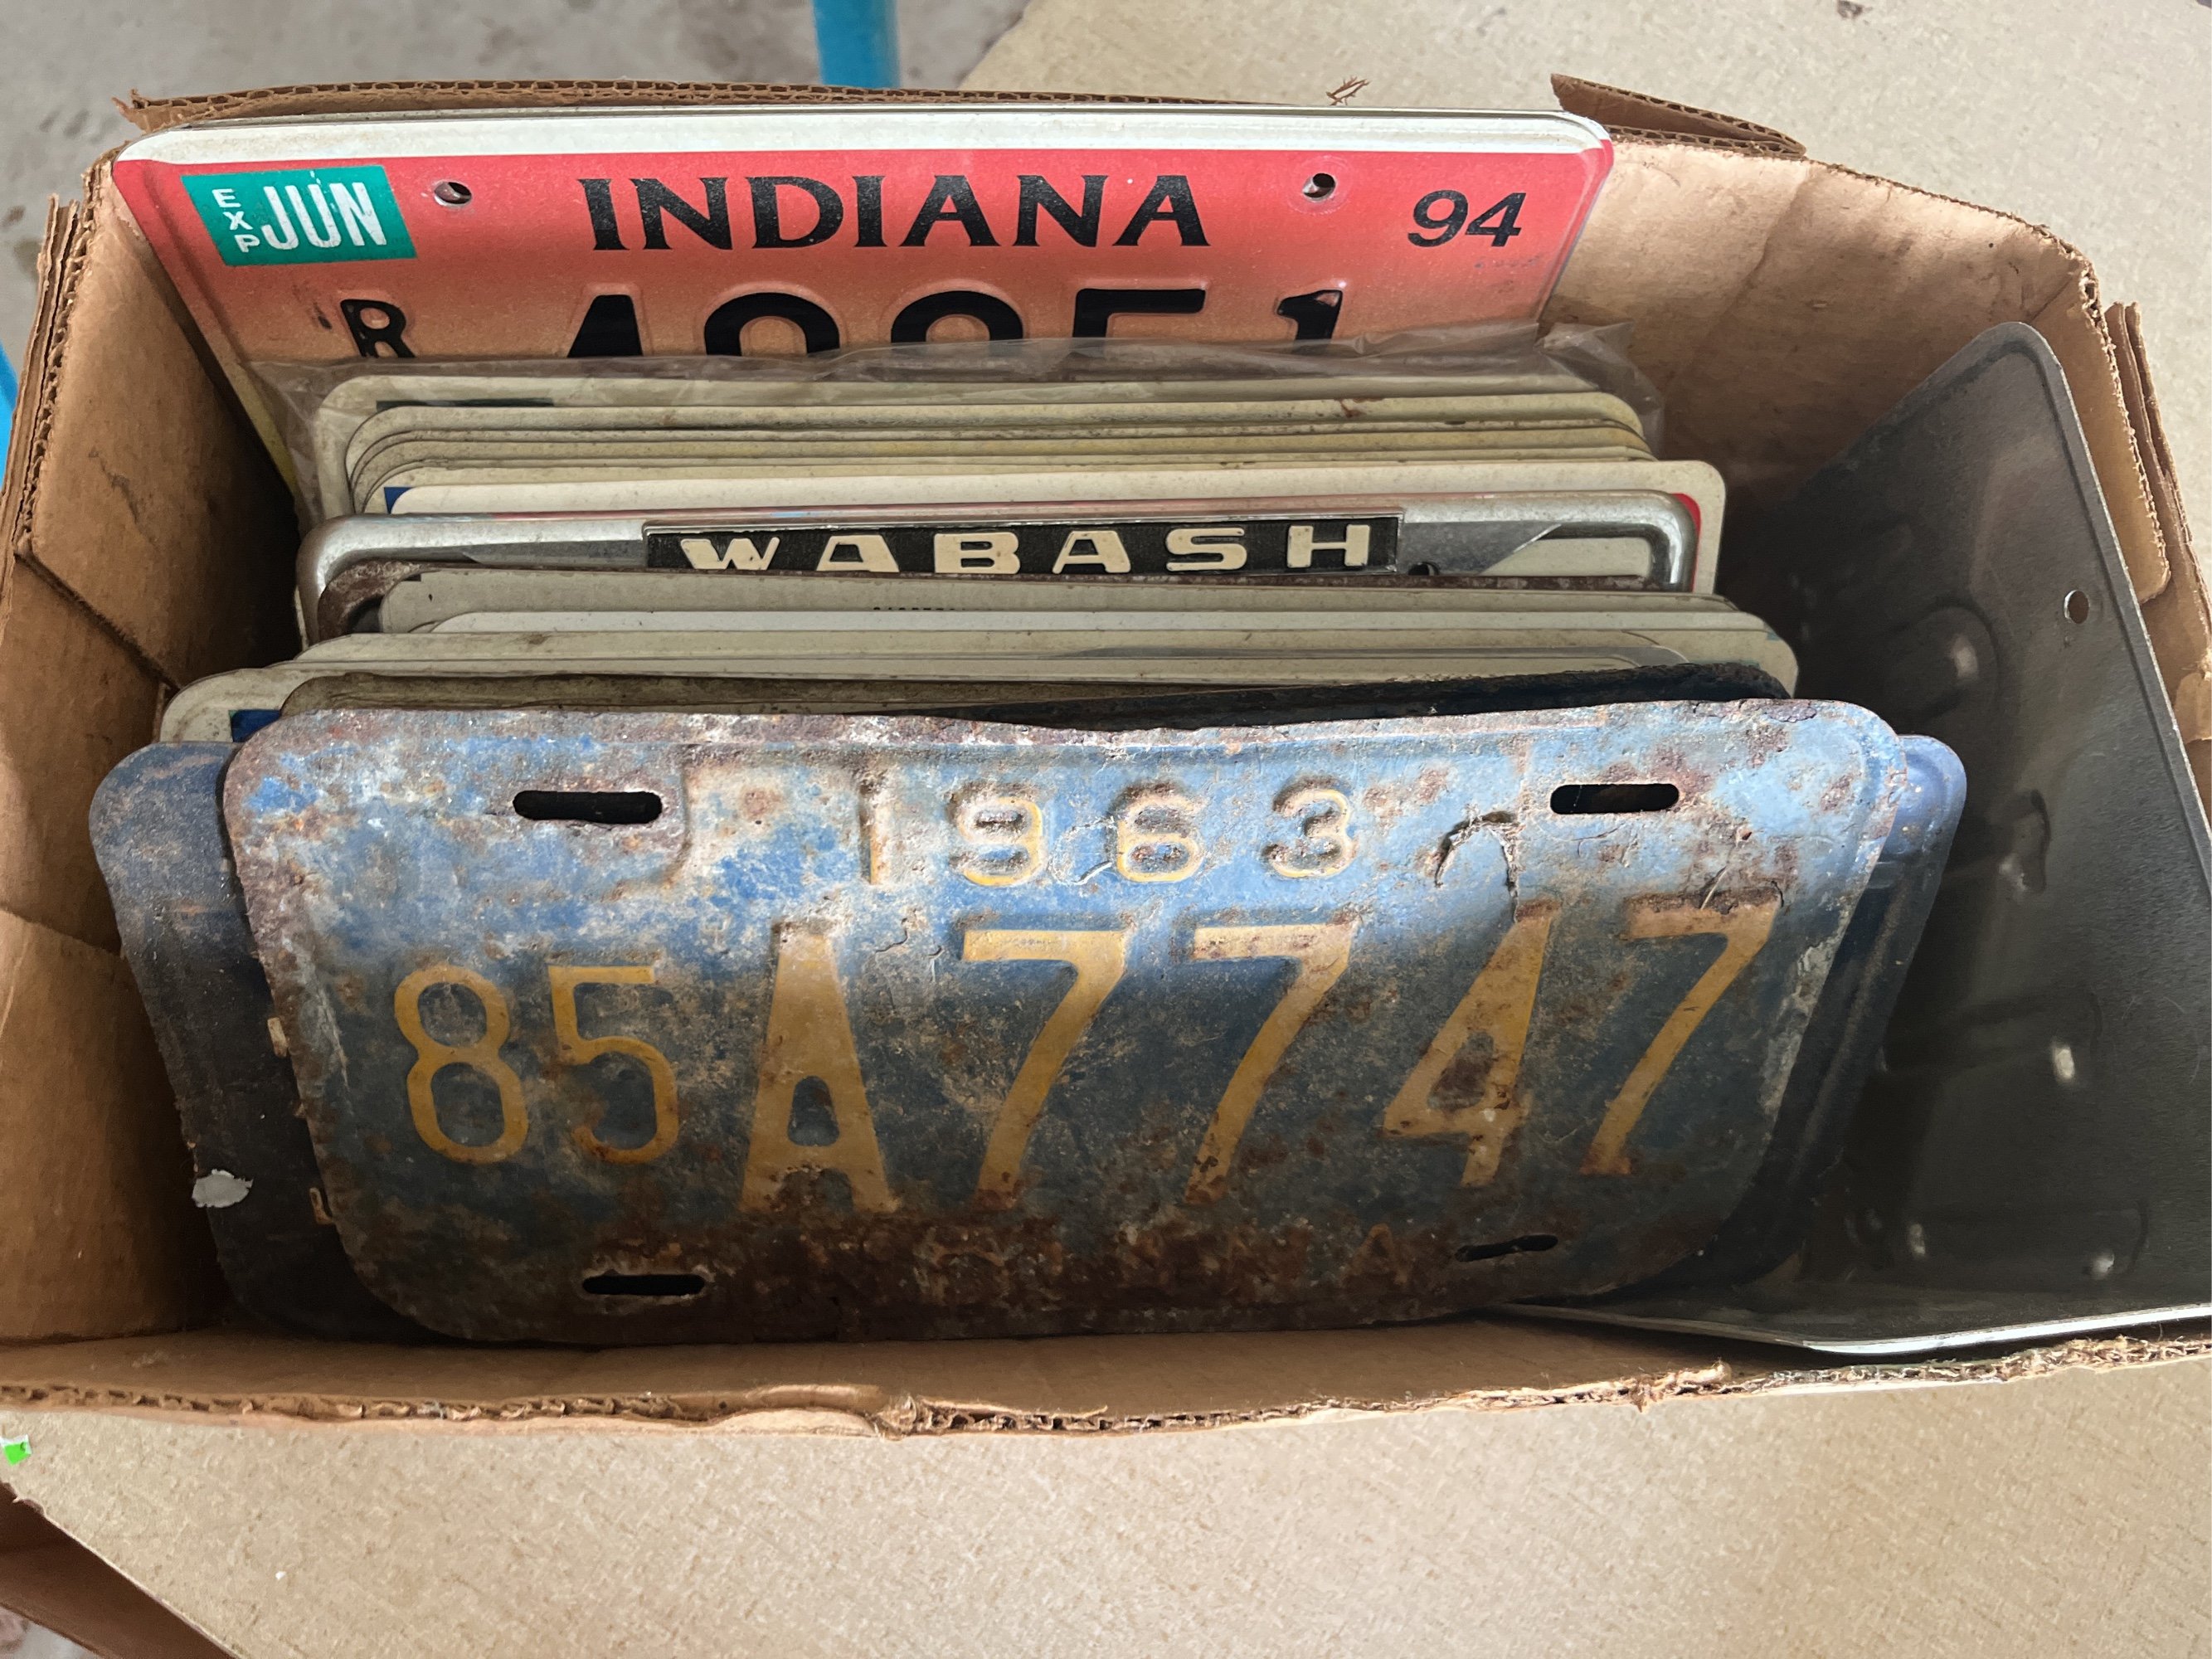 EXP JUN INDIANA 94
R
WABASH
1963
85A7747